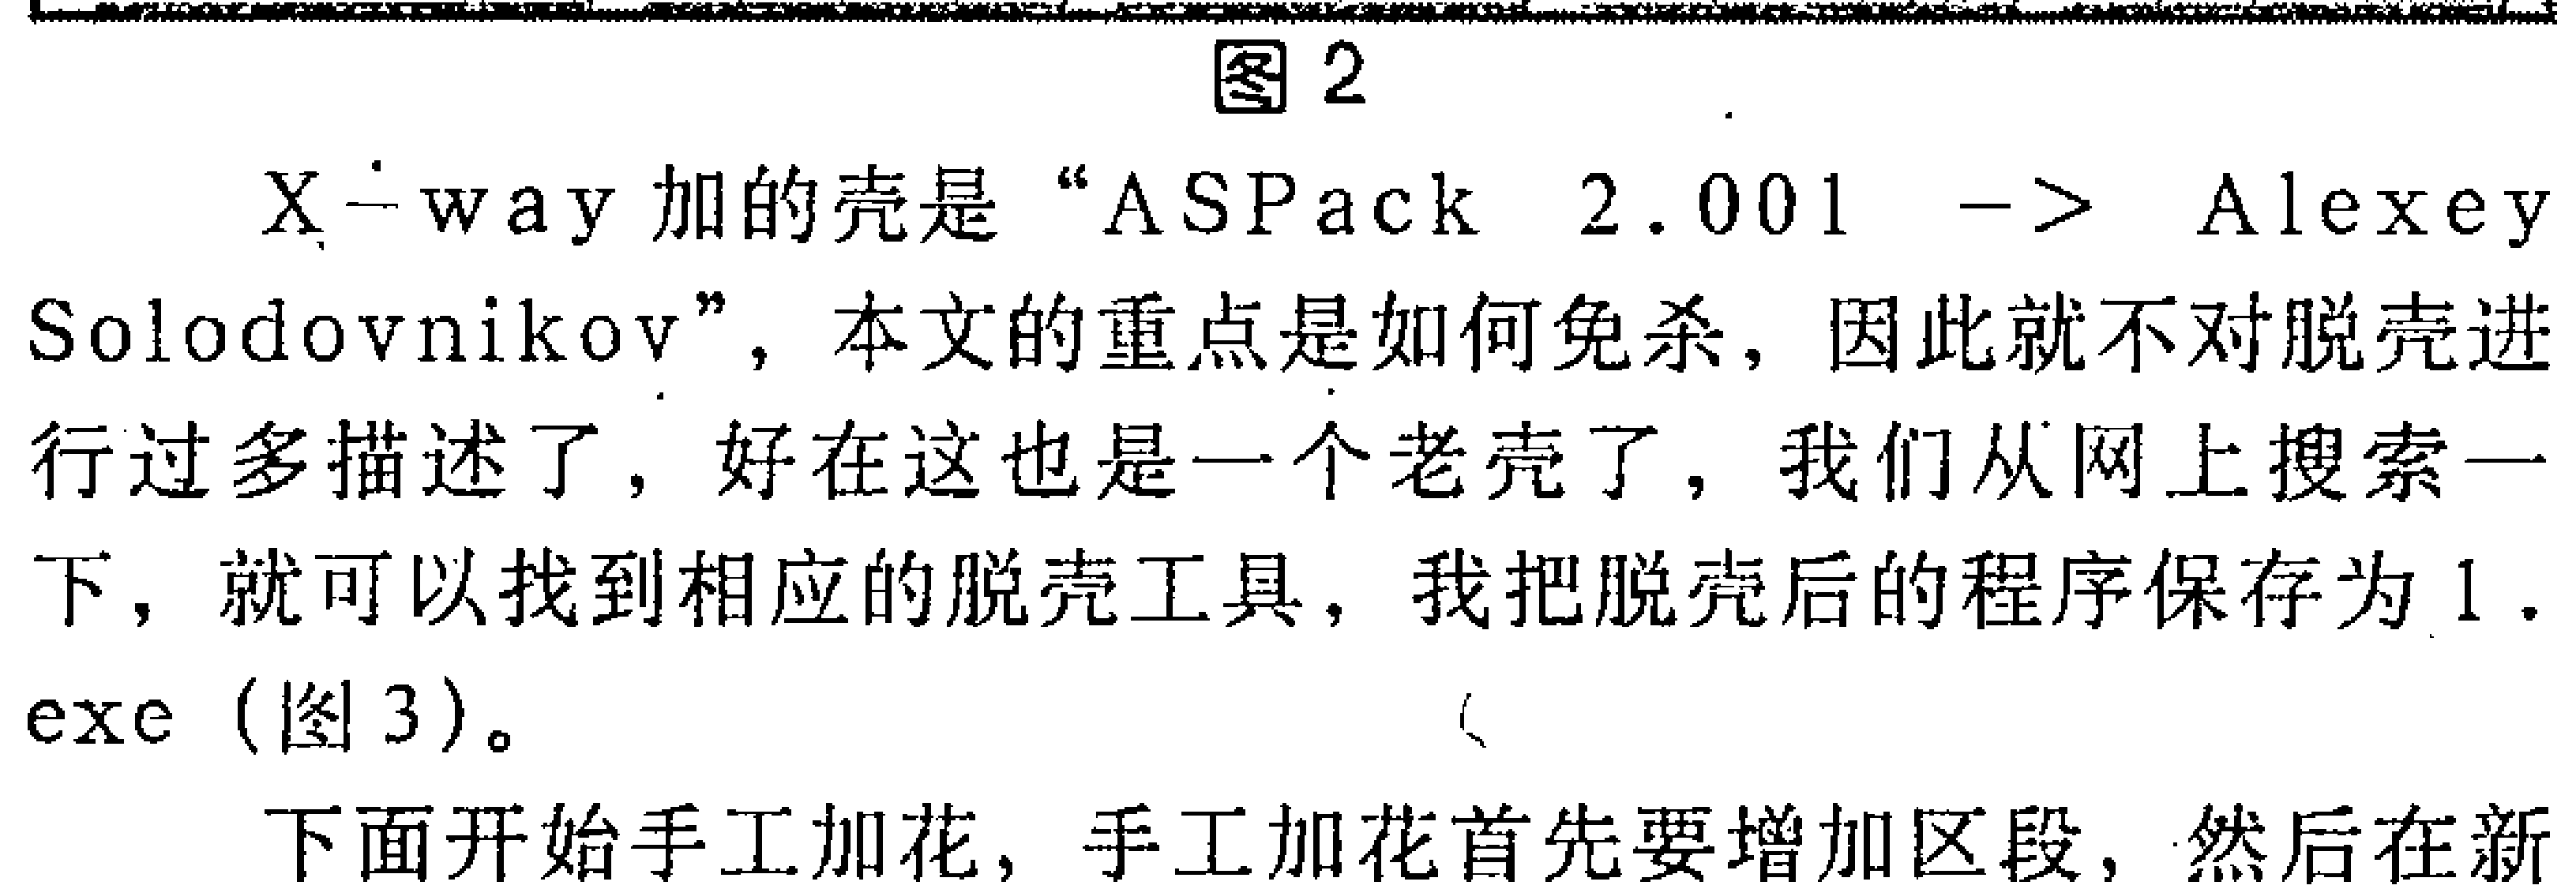 图 2
X-way 加的壳是 “ASPack 2.001 -> Alexey
Solodovnikov”，本文的重点是如何免杀，因此就不对脱壳进
行过多描述了，好在这也是一个老壳了，我们从网上搜索一
下，就可以找到相应的脱壳工具，我把脱壳后的程序保存为 1.
exe（图 3）。
下面开始手工加花，手工加花首先要增加区段，然后在新